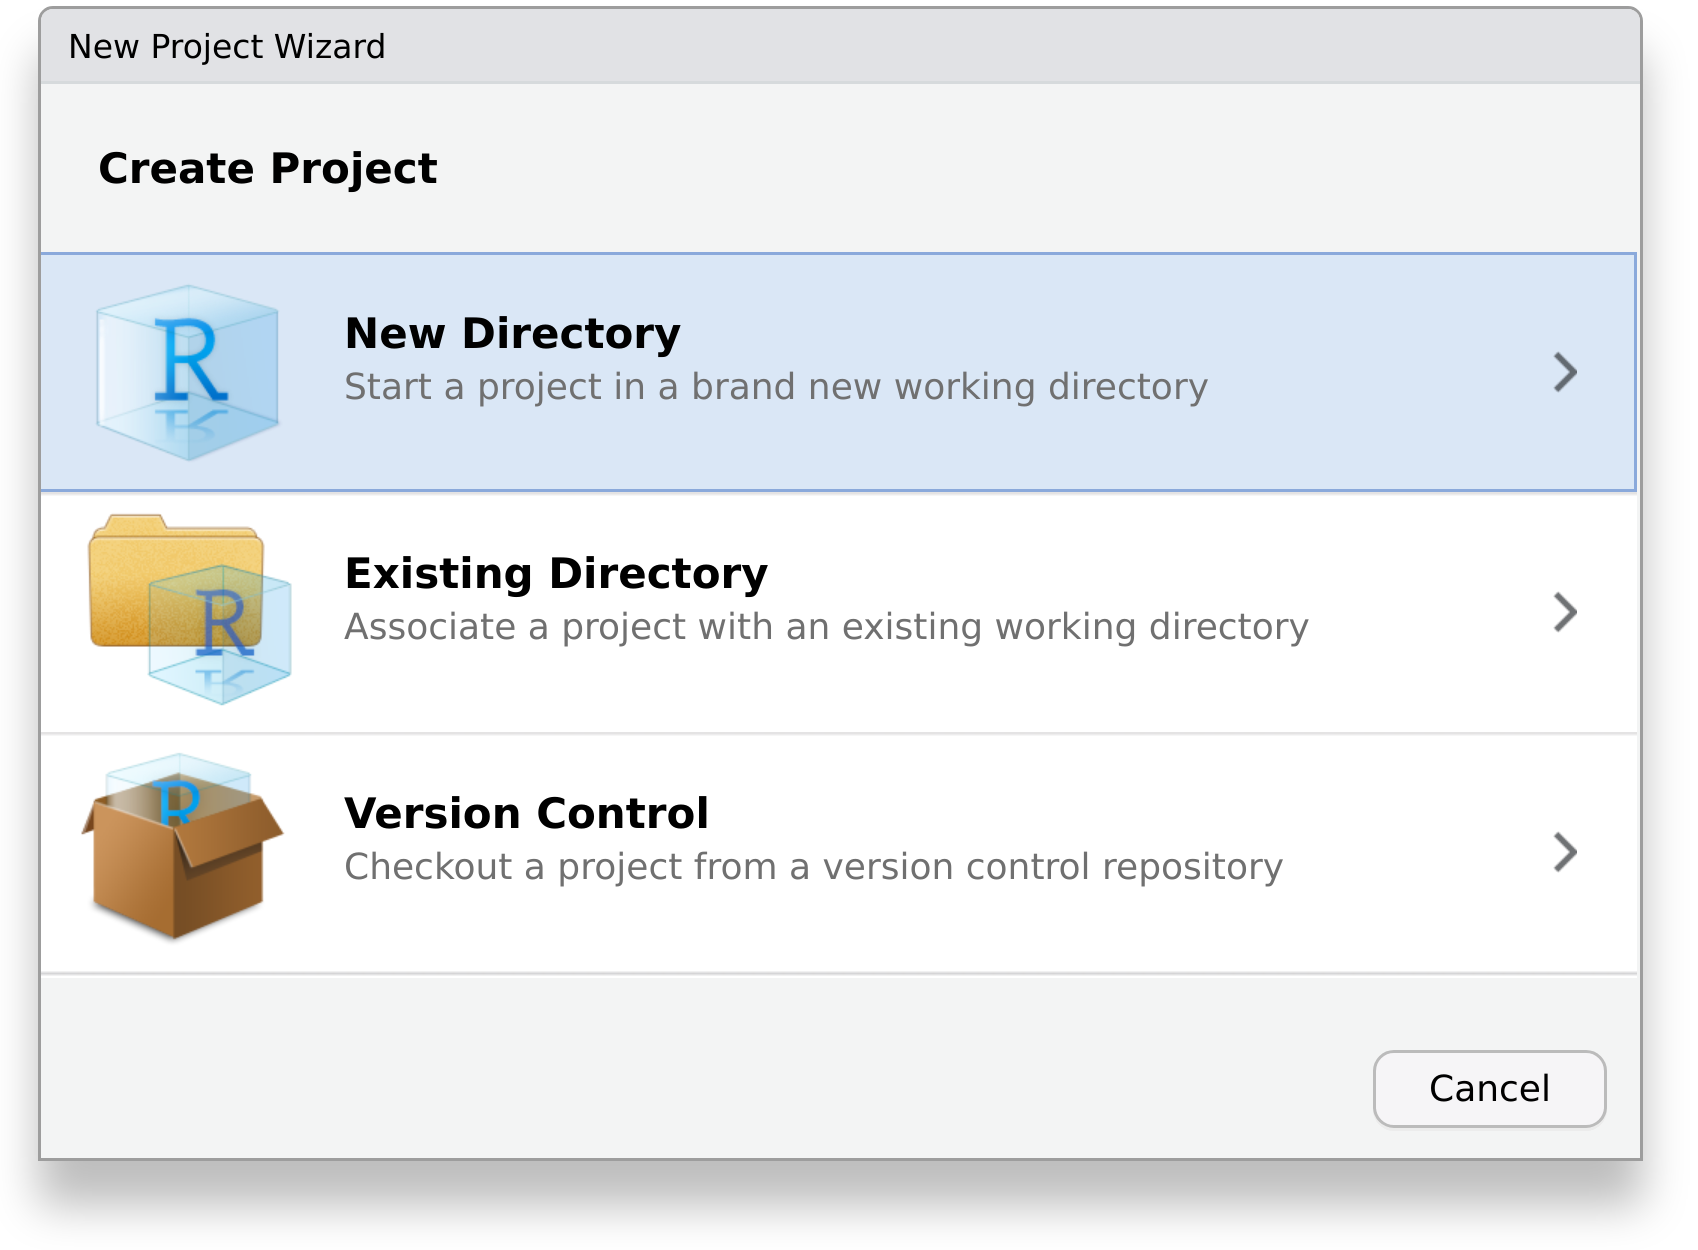 New Project Wizard
Create Project
R
New Directory
Start a project in a brand new working directory
R
Existing Directory
Associate a project with an existing working directory
R
Version Control
Checkout a project from a version control repository
Cancel